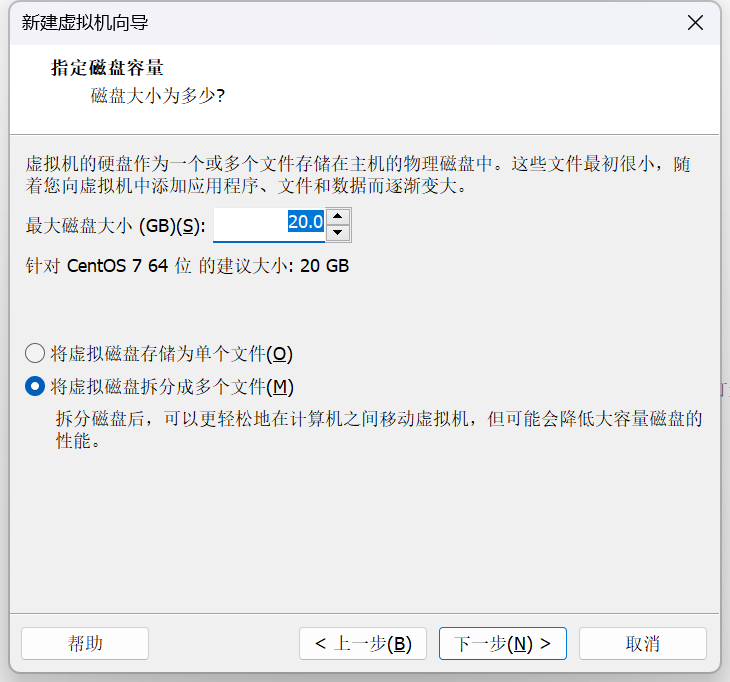 新建虚拟机向导
指定磁盘容量
磁盘大小为多少?
虚拟机的硬盘作为一个或多个文件存储在主机的物理磁盘中。这些文件最初很小，随
着您向虚拟机中添加应用程序、文件和数据而逐渐变大。
最大磁盘大小 (GB)(S): 20.0
针对 CentOS 7 64 位 的建议大小: 20 GB
将虚拟磁盘存储为单个文件(O)
将虚拟磁盘拆分成多个文件(M)
拆分磁盘后，可以更轻松地在计算机之间移动虚拟机，但可能会降低大容量磁盘的
性能。
帮助 < 上一步(B) 下一步(N) > 取消